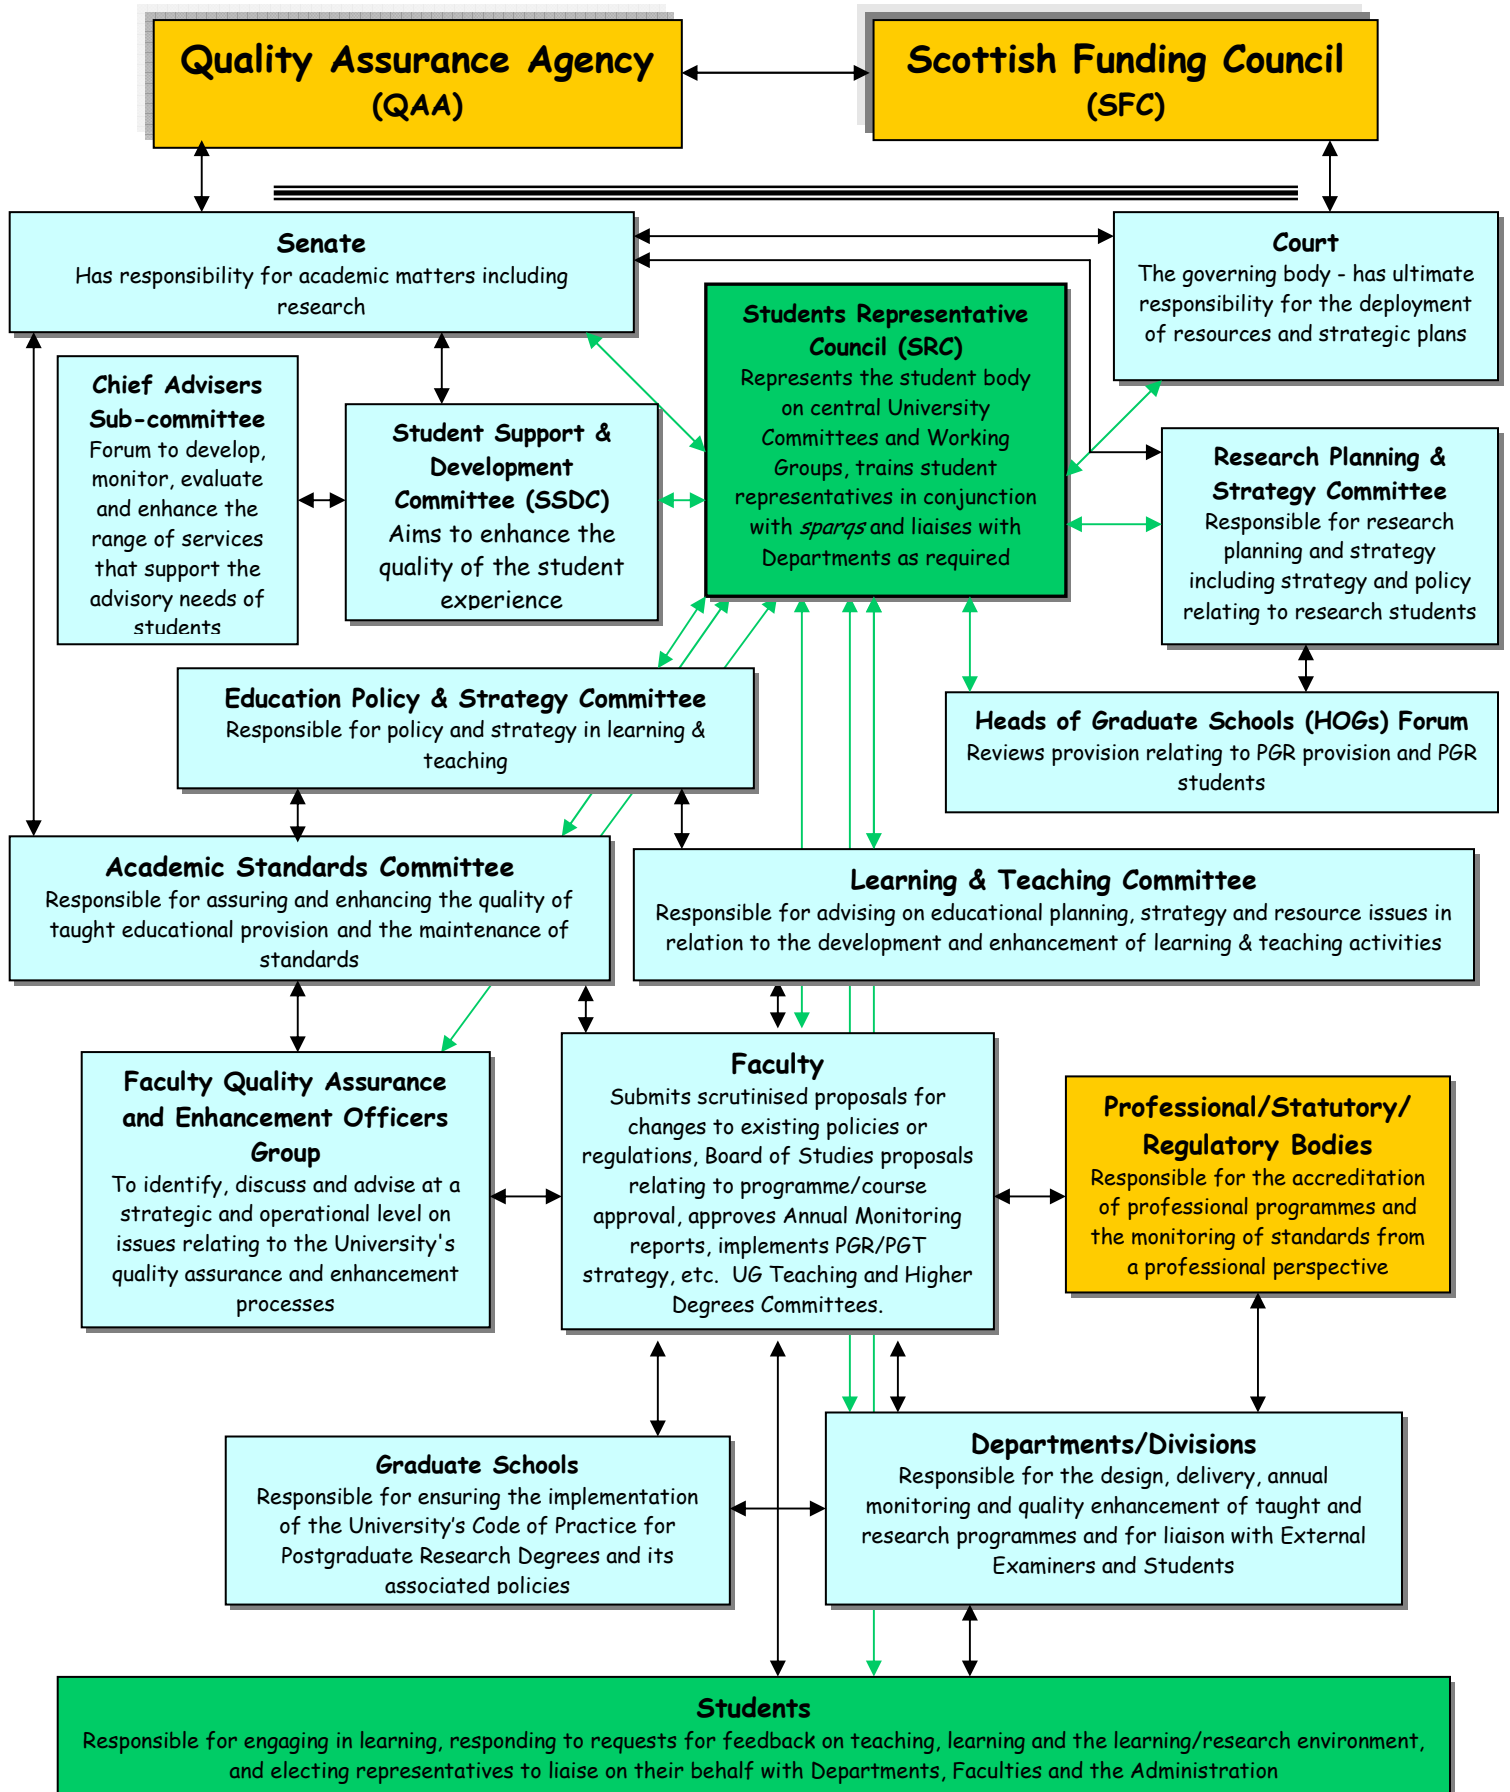 Quality Assurance Agency
(QAA)
Scottish Funding Council
(SFC)
Senate
Has responsibility for academic matters including
research
Court
The governing body - has ultimate
responsibility for the deployment
of resources and strategic plans
Students Representative
Council (SRC)
Represents the student body
on central University
Committees and Working
Groups, trains student
representatives in conjunction
with sparqs and liaises with
Departments as required
Chief Advisers
Sub-committee
Forum to develop,
monitor, evaluate
and enhance the
range of services
that support the
advisory needs of
students
Student Support &
Development
Committee (SSDC)
Aims to enhance the
quality of the student
experience
Research Planning &
Strategy Committee
Responsible for research
planning and strategy
including strategy and policy
relating to research students
Education Policy & Strategy Committee
Responsible for policy and strategy in learning &
teaching
Heads of Graduate Schools (HOGs) Forum
Reviews provision relating to PGR provision and PGR
students
Academic Standards Committee
Responsible for assuring and enhancing the quality of
taught educational provision and the maintenance of
standards
Learning & Teaching Committee
Responsible for advising on educational planning, strategy and resource issues in
relation to the development and enhancement of learning & teaching activities
Faculty Quality Assurance
and Enhancement Officers
Group
To identify, discuss and advise at a
strategic and operational level on
issues relating to the University's
quality assurance and enhancement
processes
Faculty
Submits scrutinised proposals for
changes to existing policies or
regulations, Board of Studies proposals
relating to programme/course
approval, approves Annual Monitoring
reports, implements PGR/PGT
strategy, etc. UG Teaching and Higher
Degrees Committees.
Professional/Statutory/
Regulatory Bodies
Responsible for the accreditation
of professional programmes and
the monitoring of standards from
a professional perspective
Graduate Schools
Responsible for ensuring the implementation
of the University's Code of Practice for
Postgraduate Research Degrees and its
associated policies
Departments/Divisions
Responsible for the design, delivery, annual
monitoring and quality enhancement of taught and
research programmes and for liaison with External
Examiners and Students
Students
Responsible for engaging in learning, responding to requests for feedback on teaching, learning and the learning/research environment,
and electing representatives to liaise on their behalf with Departments, Faculties and the Administration